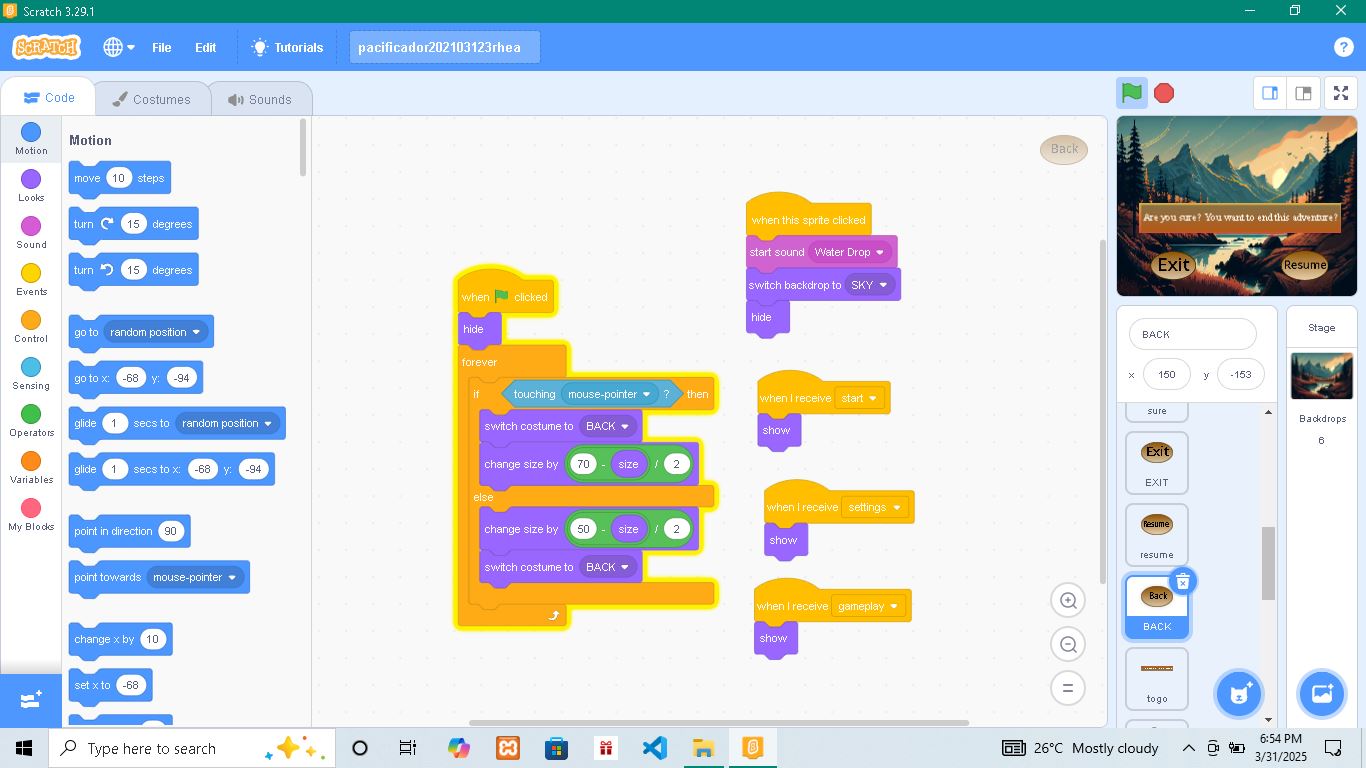 Scratch 3.29.1
SCRATCH
File
Edit
Tutorials
pacificador202103123rhea
?
Code
Costumes
Sounds
Motion
Looks
Sound
Events
Control
Sensing
Operators
Variables
My Blocks
Motion
move 10 steps
turn 15 degrees
turn 15 degrees
go to random position
go to x: -68 y: -94
glide 1 secs to random position
glide 1 secs to x: -68 y: -94
point in direction 90
point towards mouse-pointer
change x by 10
set x to -68
when clicked
hide
forever
if touching mouse-pointer ? then
switch costume to BACK
change size by 70 - size / 2
else
change size by 50 - size / 2
switch costume to BACK
Back
when this sprite clicked
start sound Water Drop
switch backdrop to SKY
hide
when I receive start
show
when I receive settings
show
when I receive gameplay
show
Are you sure? You want to end this adventure?
Exit
Resume
BACK
x 150 y -153
sure
Exit
EXIT
Resume
resume
Back
BACK
togo
Stage
Backdrops
6
Type here to search
26°C Mostly cloudy
6:54 PM
3/31/2025